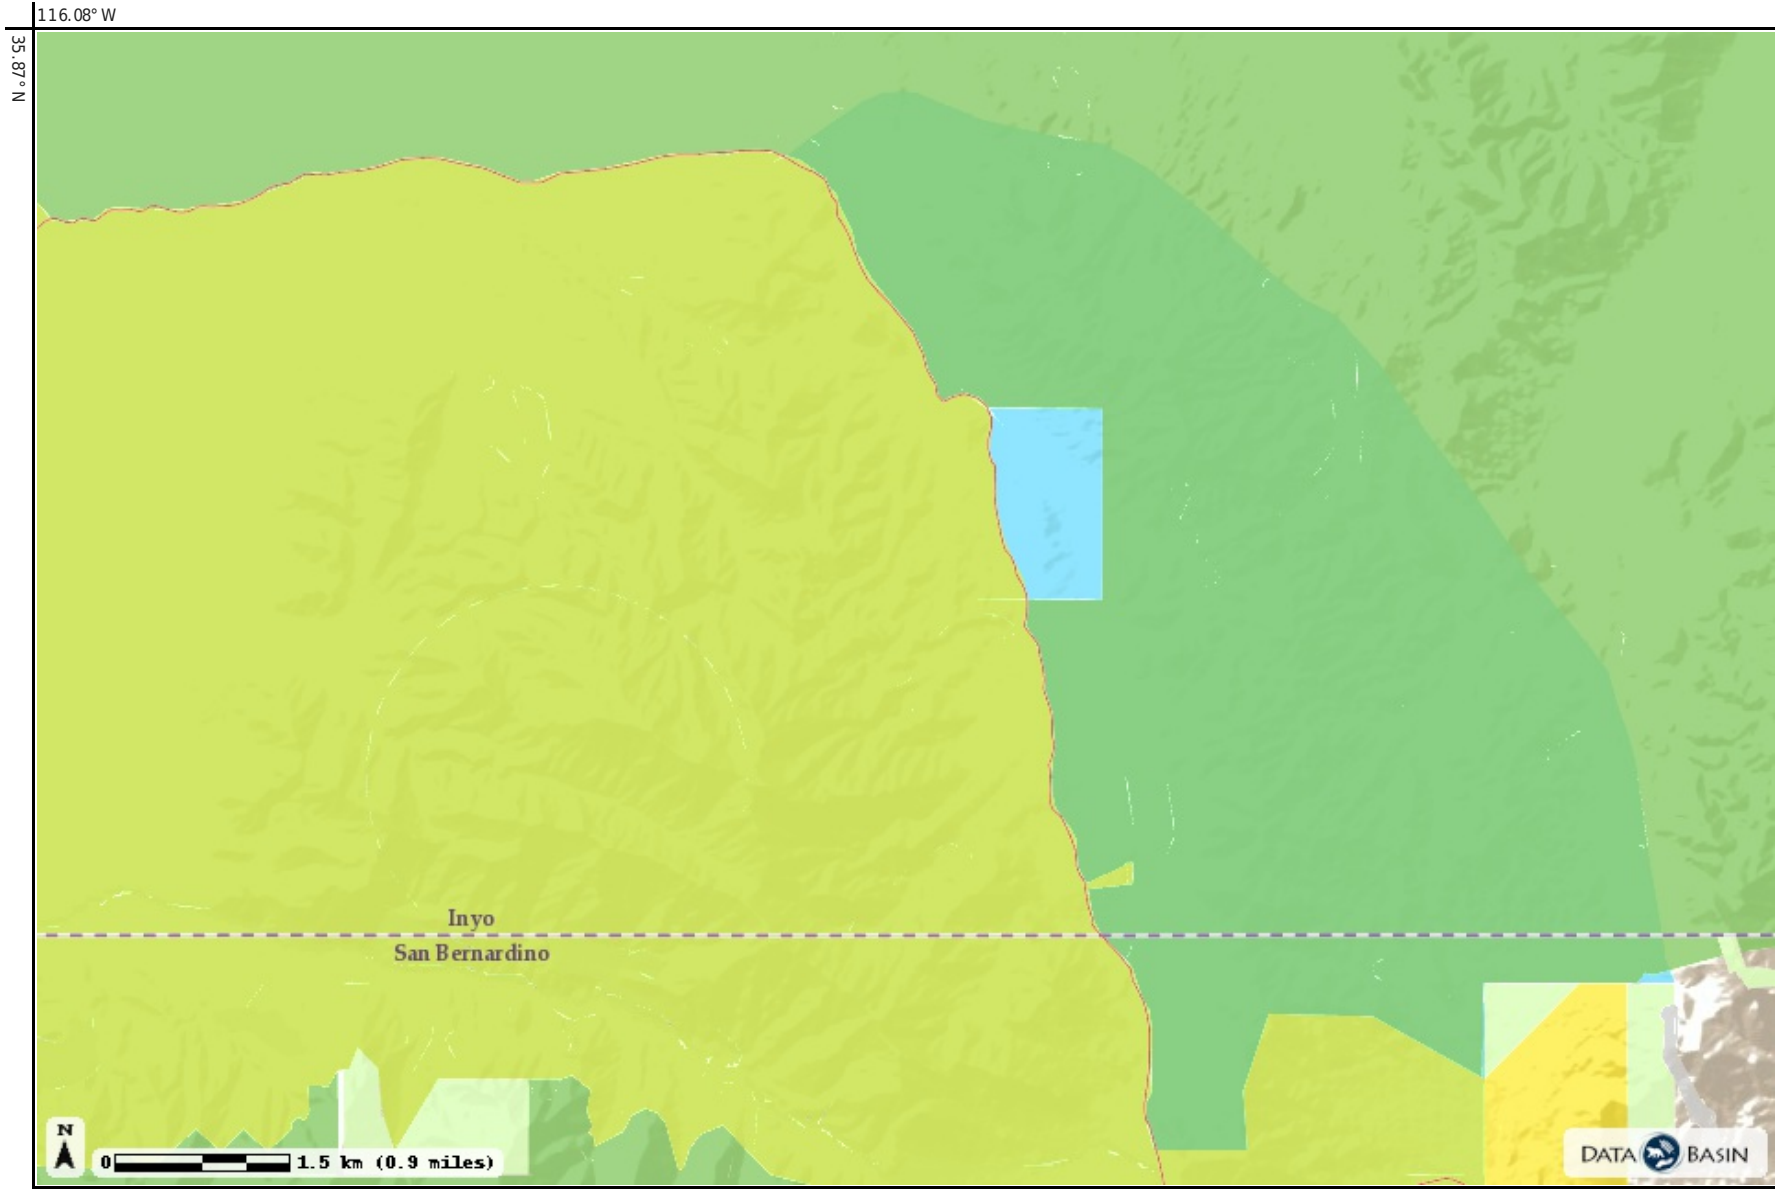 116.08° W
35.87° N
Inyo
San Bernardino
N
0 1.5 km (0.9 miles)
DATA BASIN